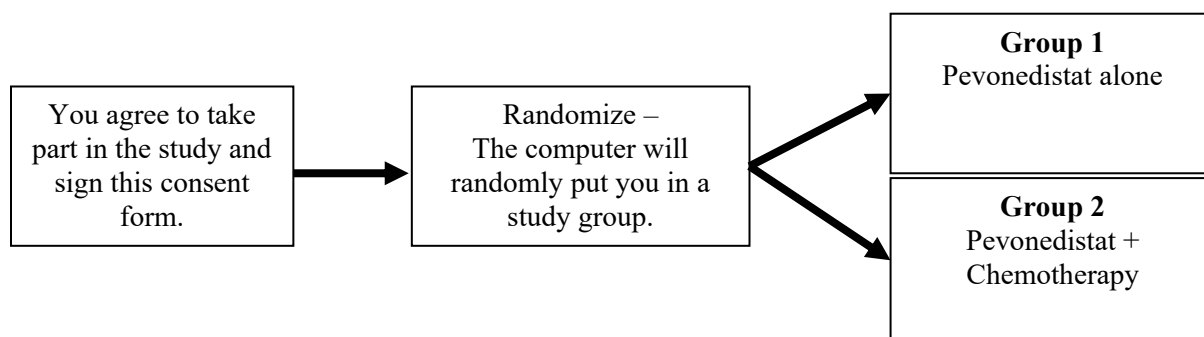 You agree to take
part in the study and
sign this consent
form.
Randomize –
The computer will
randomly put you in a
study group.
Group 1
Pevonedistat alone
Group 2
Pevonedistat +
Chemotherapy